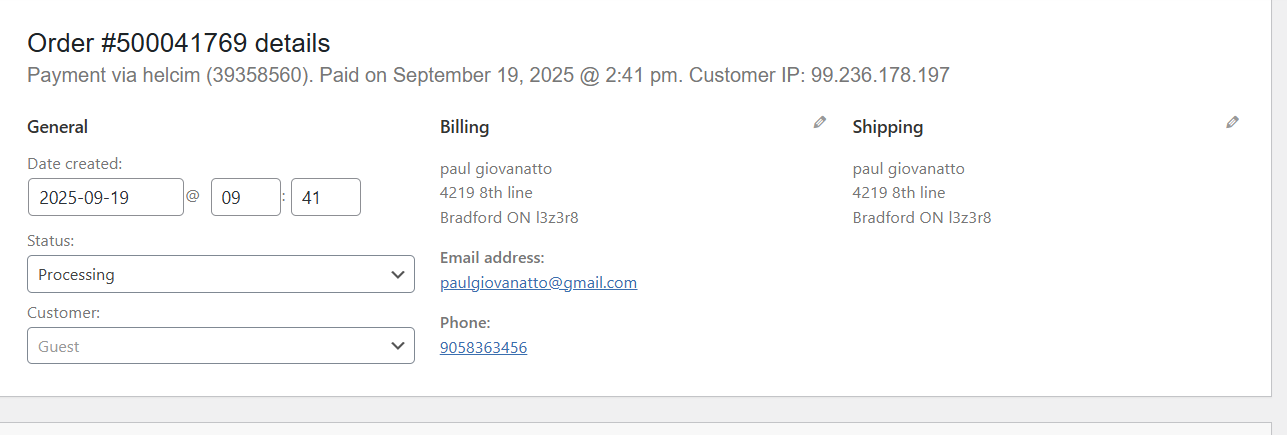 Order #500041769 details
Payment via helcim (39358560). Paid on September 19, 2025 @ 2:41 pm. Customer IP: 99.236.178.197
General
Date created:
2025-09-19 @ 09 : 41
Status:
Processing
Customer:
Guest
Billing
paul giovanatto
4219 8th line
Bradford ON l3z3r8
Email address:
paulgiovanatto@gmail.com
Phone:
9058363456
Shipping
paul giovanatto
4219 8th line
Bradford ON l3z3r8